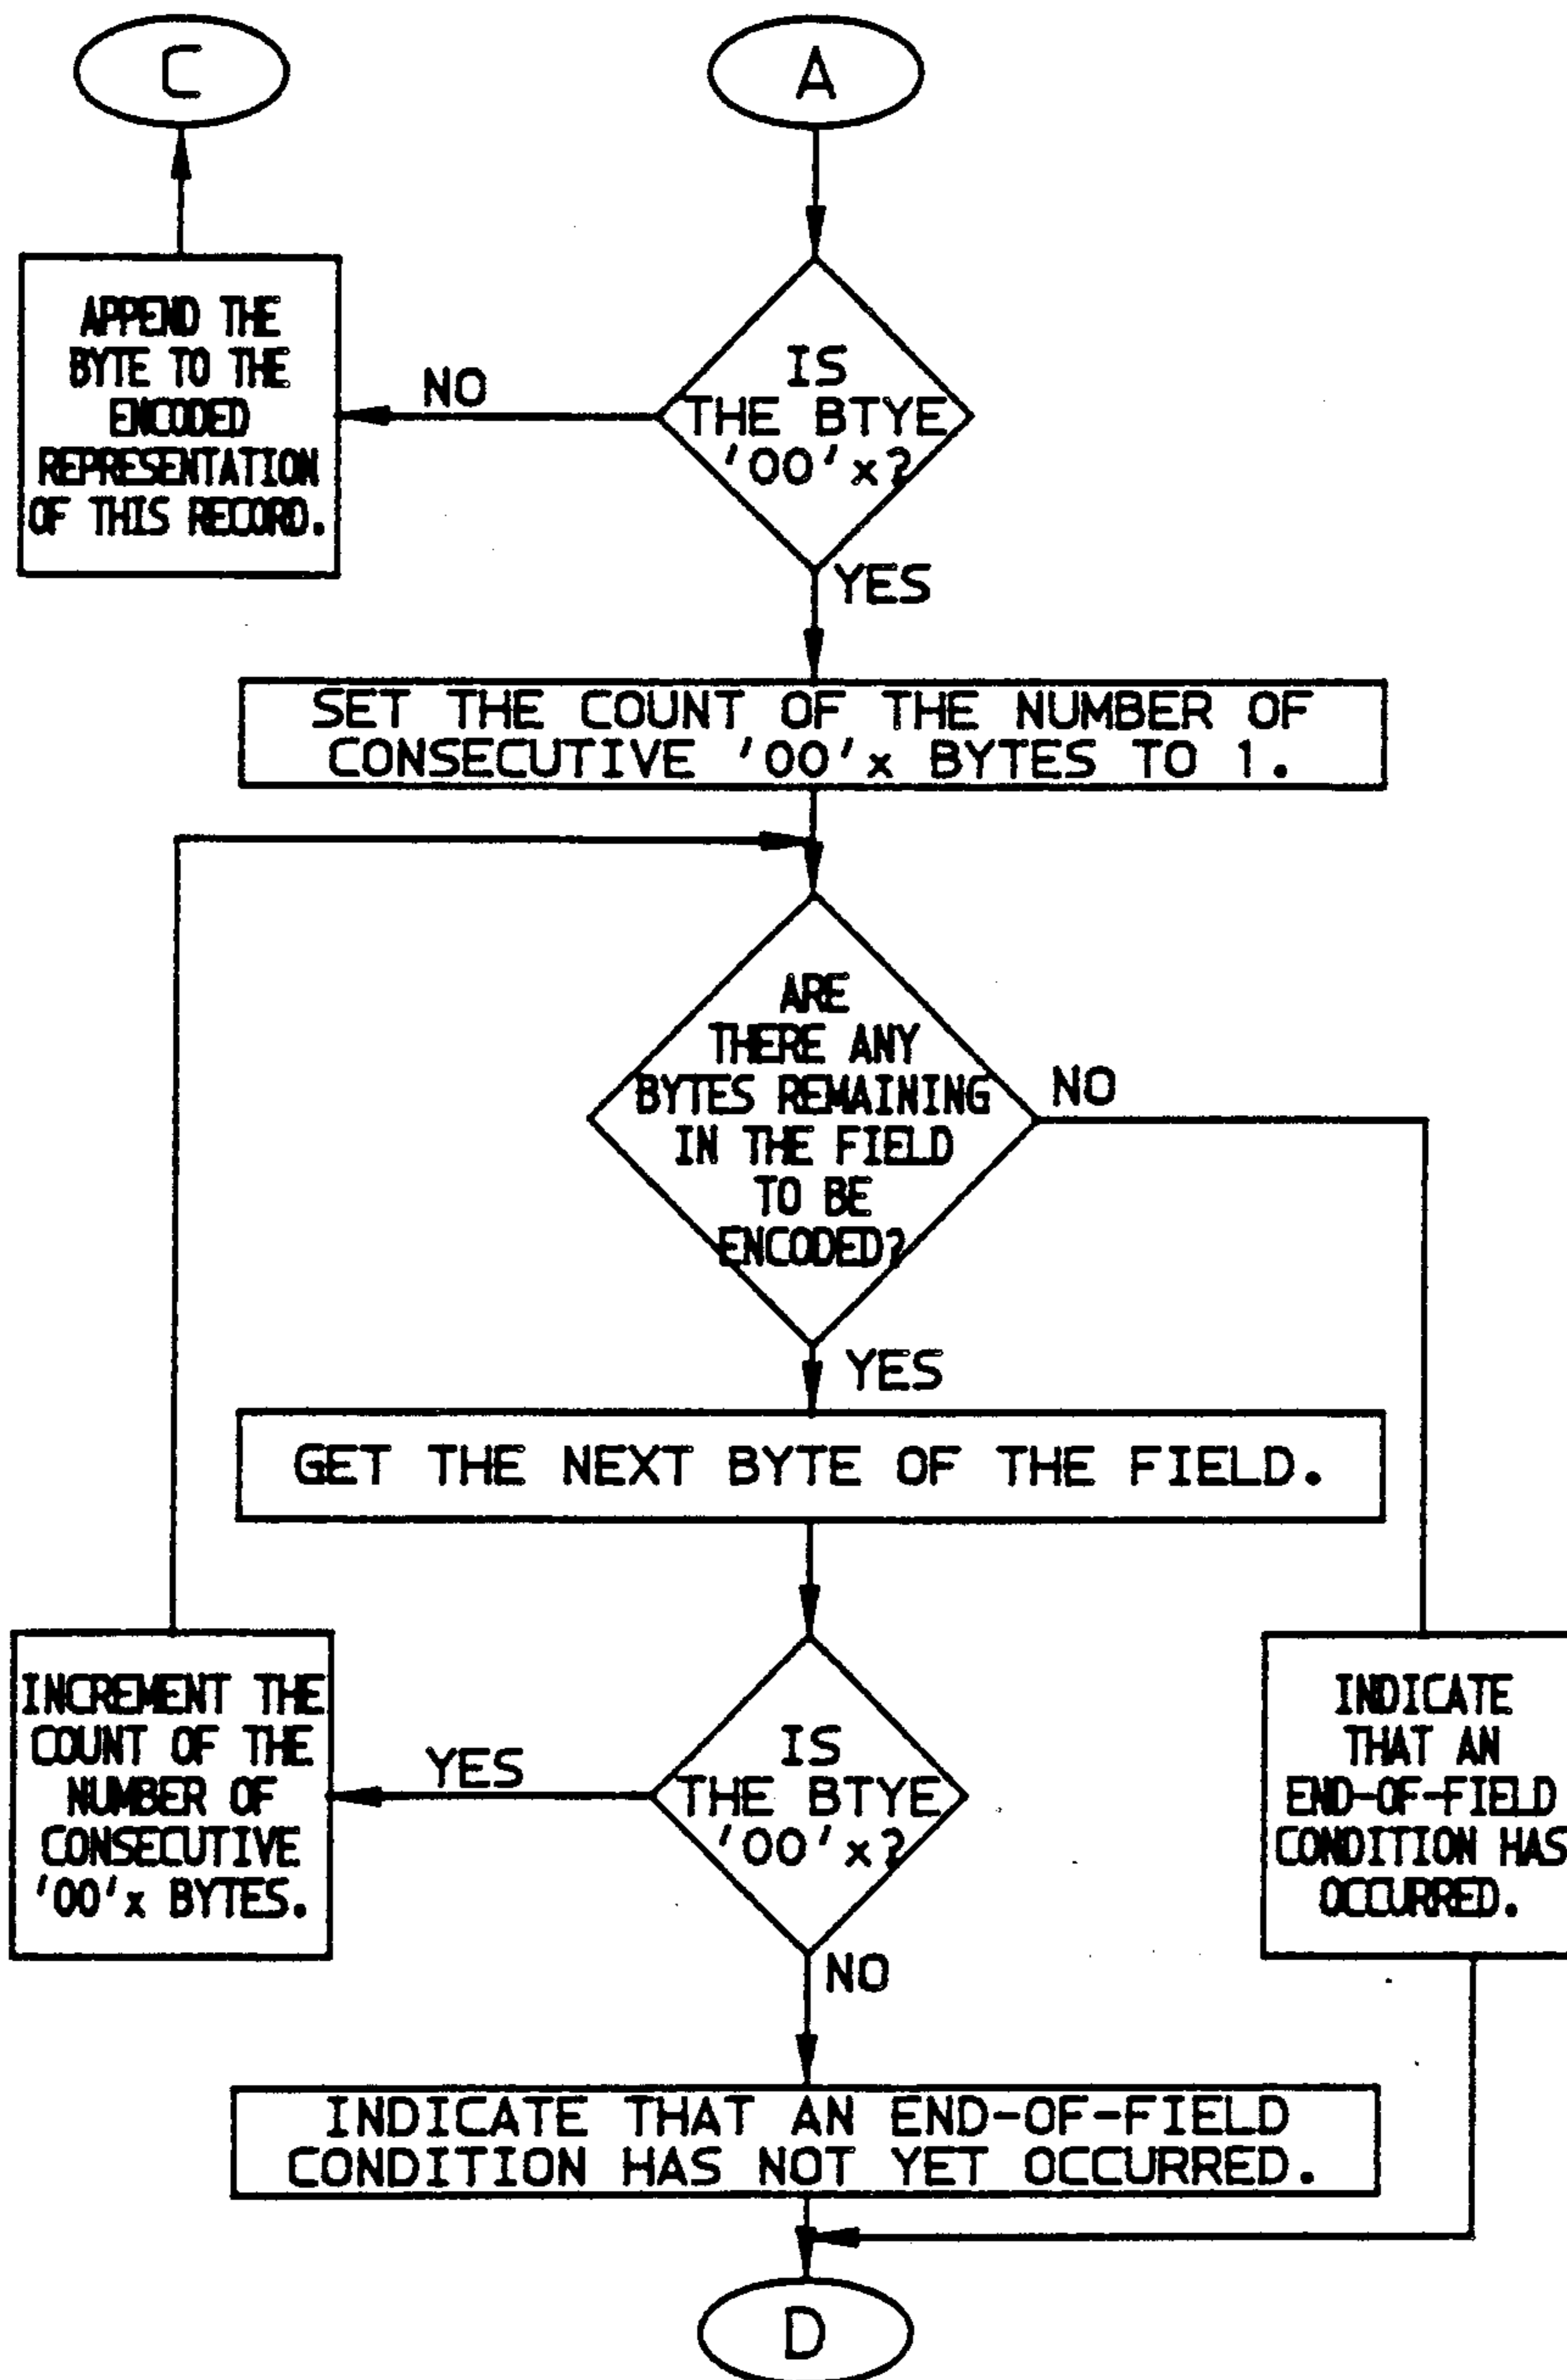 C
A
APPEND THE
BYTE TO THE
ENCODED
REPRESENTATION
OF THIS RECORD.
NO
IS
THE BTYE
'00'x?
YES
SET THE COUNT OF THE NUMBER OF
CONSECUTIVE '00'x BYTES TO 1.
ARE
THERE ANY
BYTES REMAINING
IN THE FIELD
TO BE
ENCODED?
NO
YES
GET THE NEXT BYTE OF THE FIELD.
INCREMENT THE
COUNT OF THE
NUMBER OF
CONSECUTIVE
'00'x BYTES.
YES
IS
THE BTYE
'00'x?
INDICATE
THAT AN
END-OF-FIELD
CONDITION HAS
OCCURRED.
NO
INDICATE THAT AN END-OF-FIELD
CONDITION HAS NOT YET OCCURRED.
D